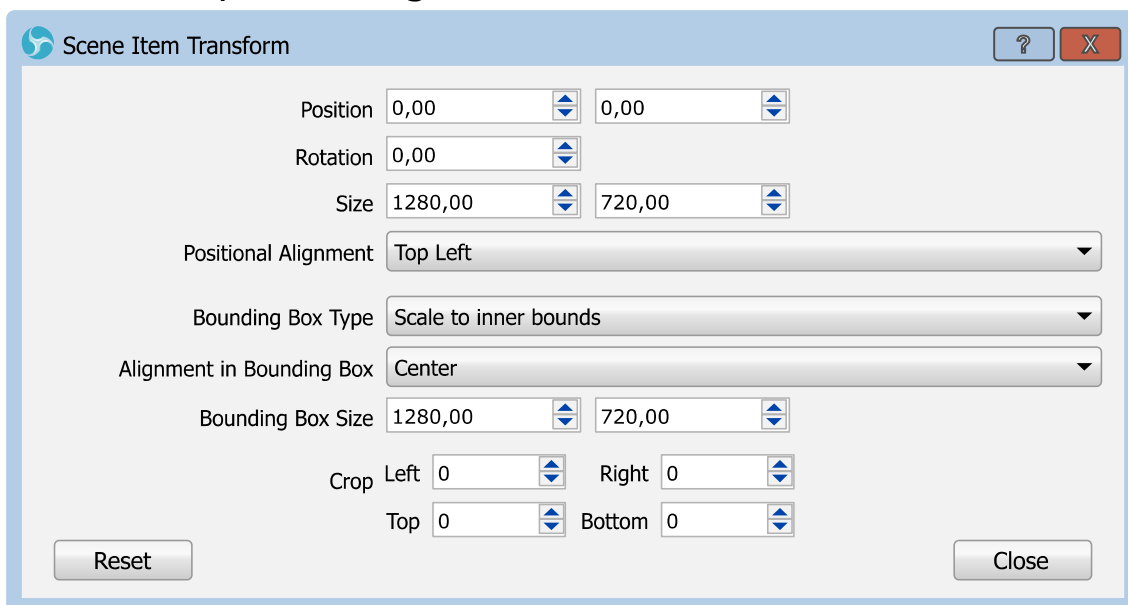 Scene Item Transform ? X
Position 0,00 0,00
Rotation 0,00
Size 1280,00 720,00
Positional Alignment Top Left
Bounding Box Type Scale to inner bounds
Alignment in Bounding Box Center
Bounding Box Size 1280,00 720,00
Crop Left 0 Right 0
Top 0 Bottom 0
Reset Close